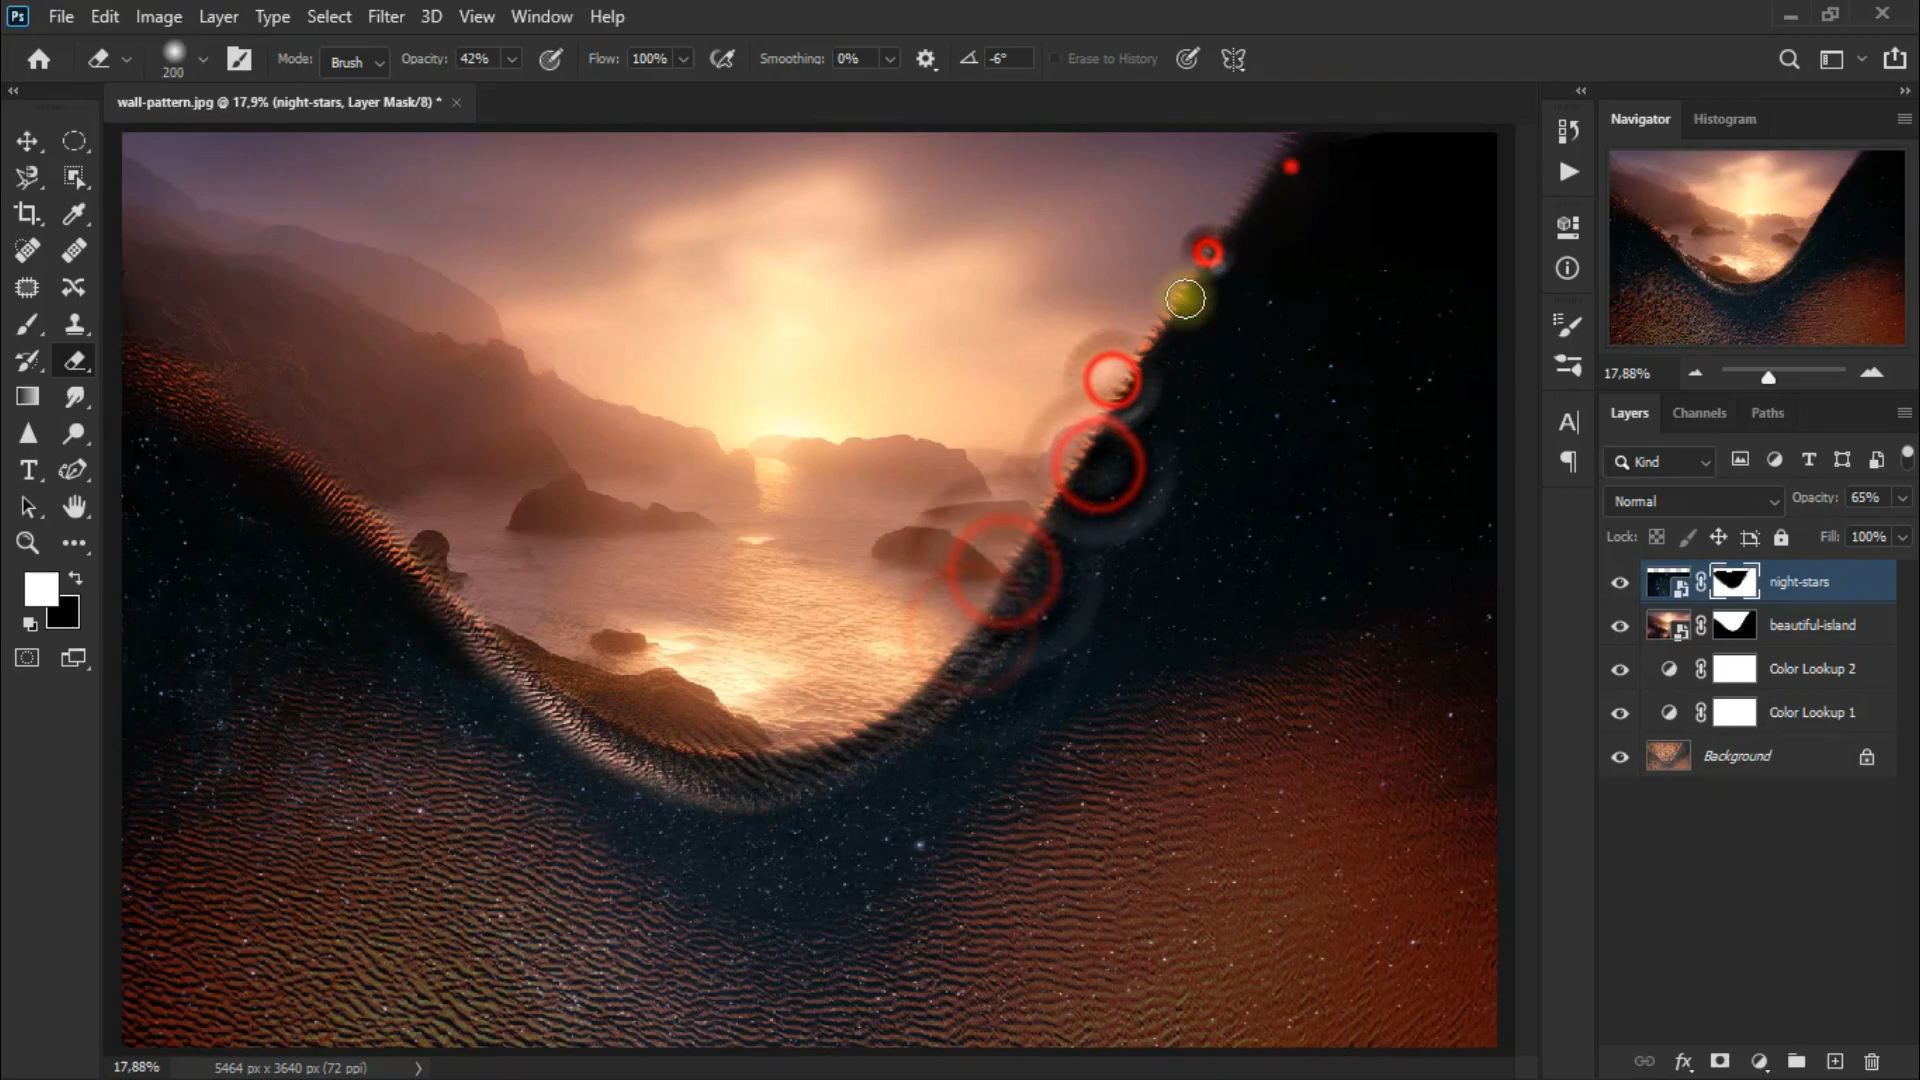 Ps File Edit Image Layer Type Select Filter 3D View Window Help
200 Mode: Brush Opacity: 42% Flow: 100% Smoothing: 0% -6° Erase to History
wall-pattern.jpg @ 17,9% (night-stars, Layer Mask/8) *
Navigator Histogram
17,88%
A
Layers Channels Paths
Kind
Normal Opacity: 65%
Lock: Fill: 100%
night-stars
beautiful-island
Color Lookup 2
Color Lookup 1
Background
17,88% 5464 px x 3640 px (72 ppi)
fx